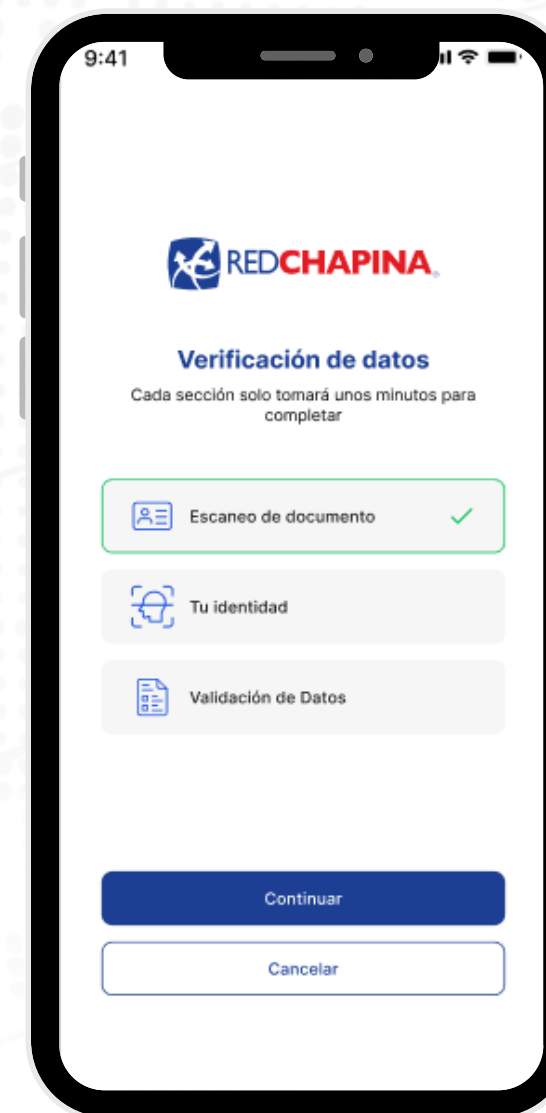 9:41
REDCHAPINA®
Verificación de datos
Cada sección solo tomará unos minutos para
completar
Escaneo de documento
Tu identidad
Validación de Datos
Continuar
Cancelar